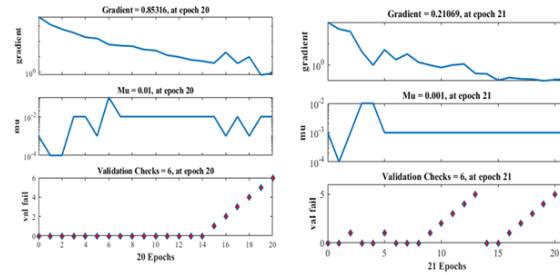 Gradient = 0.85316, at epoch 20
gradient
10^0
Mu = 0.01, at epoch 20
mu
10^-2
10^-4
Validation Checks = 6, at epoch 20
val fail
6
4
2
0
0 2 4 6 8 10 12 14 16 18 20
20 Epochs
Gradient = 0.21069, at epoch 21
gradient
10^0
Mu = 0.001, at epoch 21
mu
10^-2
10^-3
10^-4
Validation Checks = 6, at epoch 21
val fail
5
0
0 5 10 15 20
21 Epochs